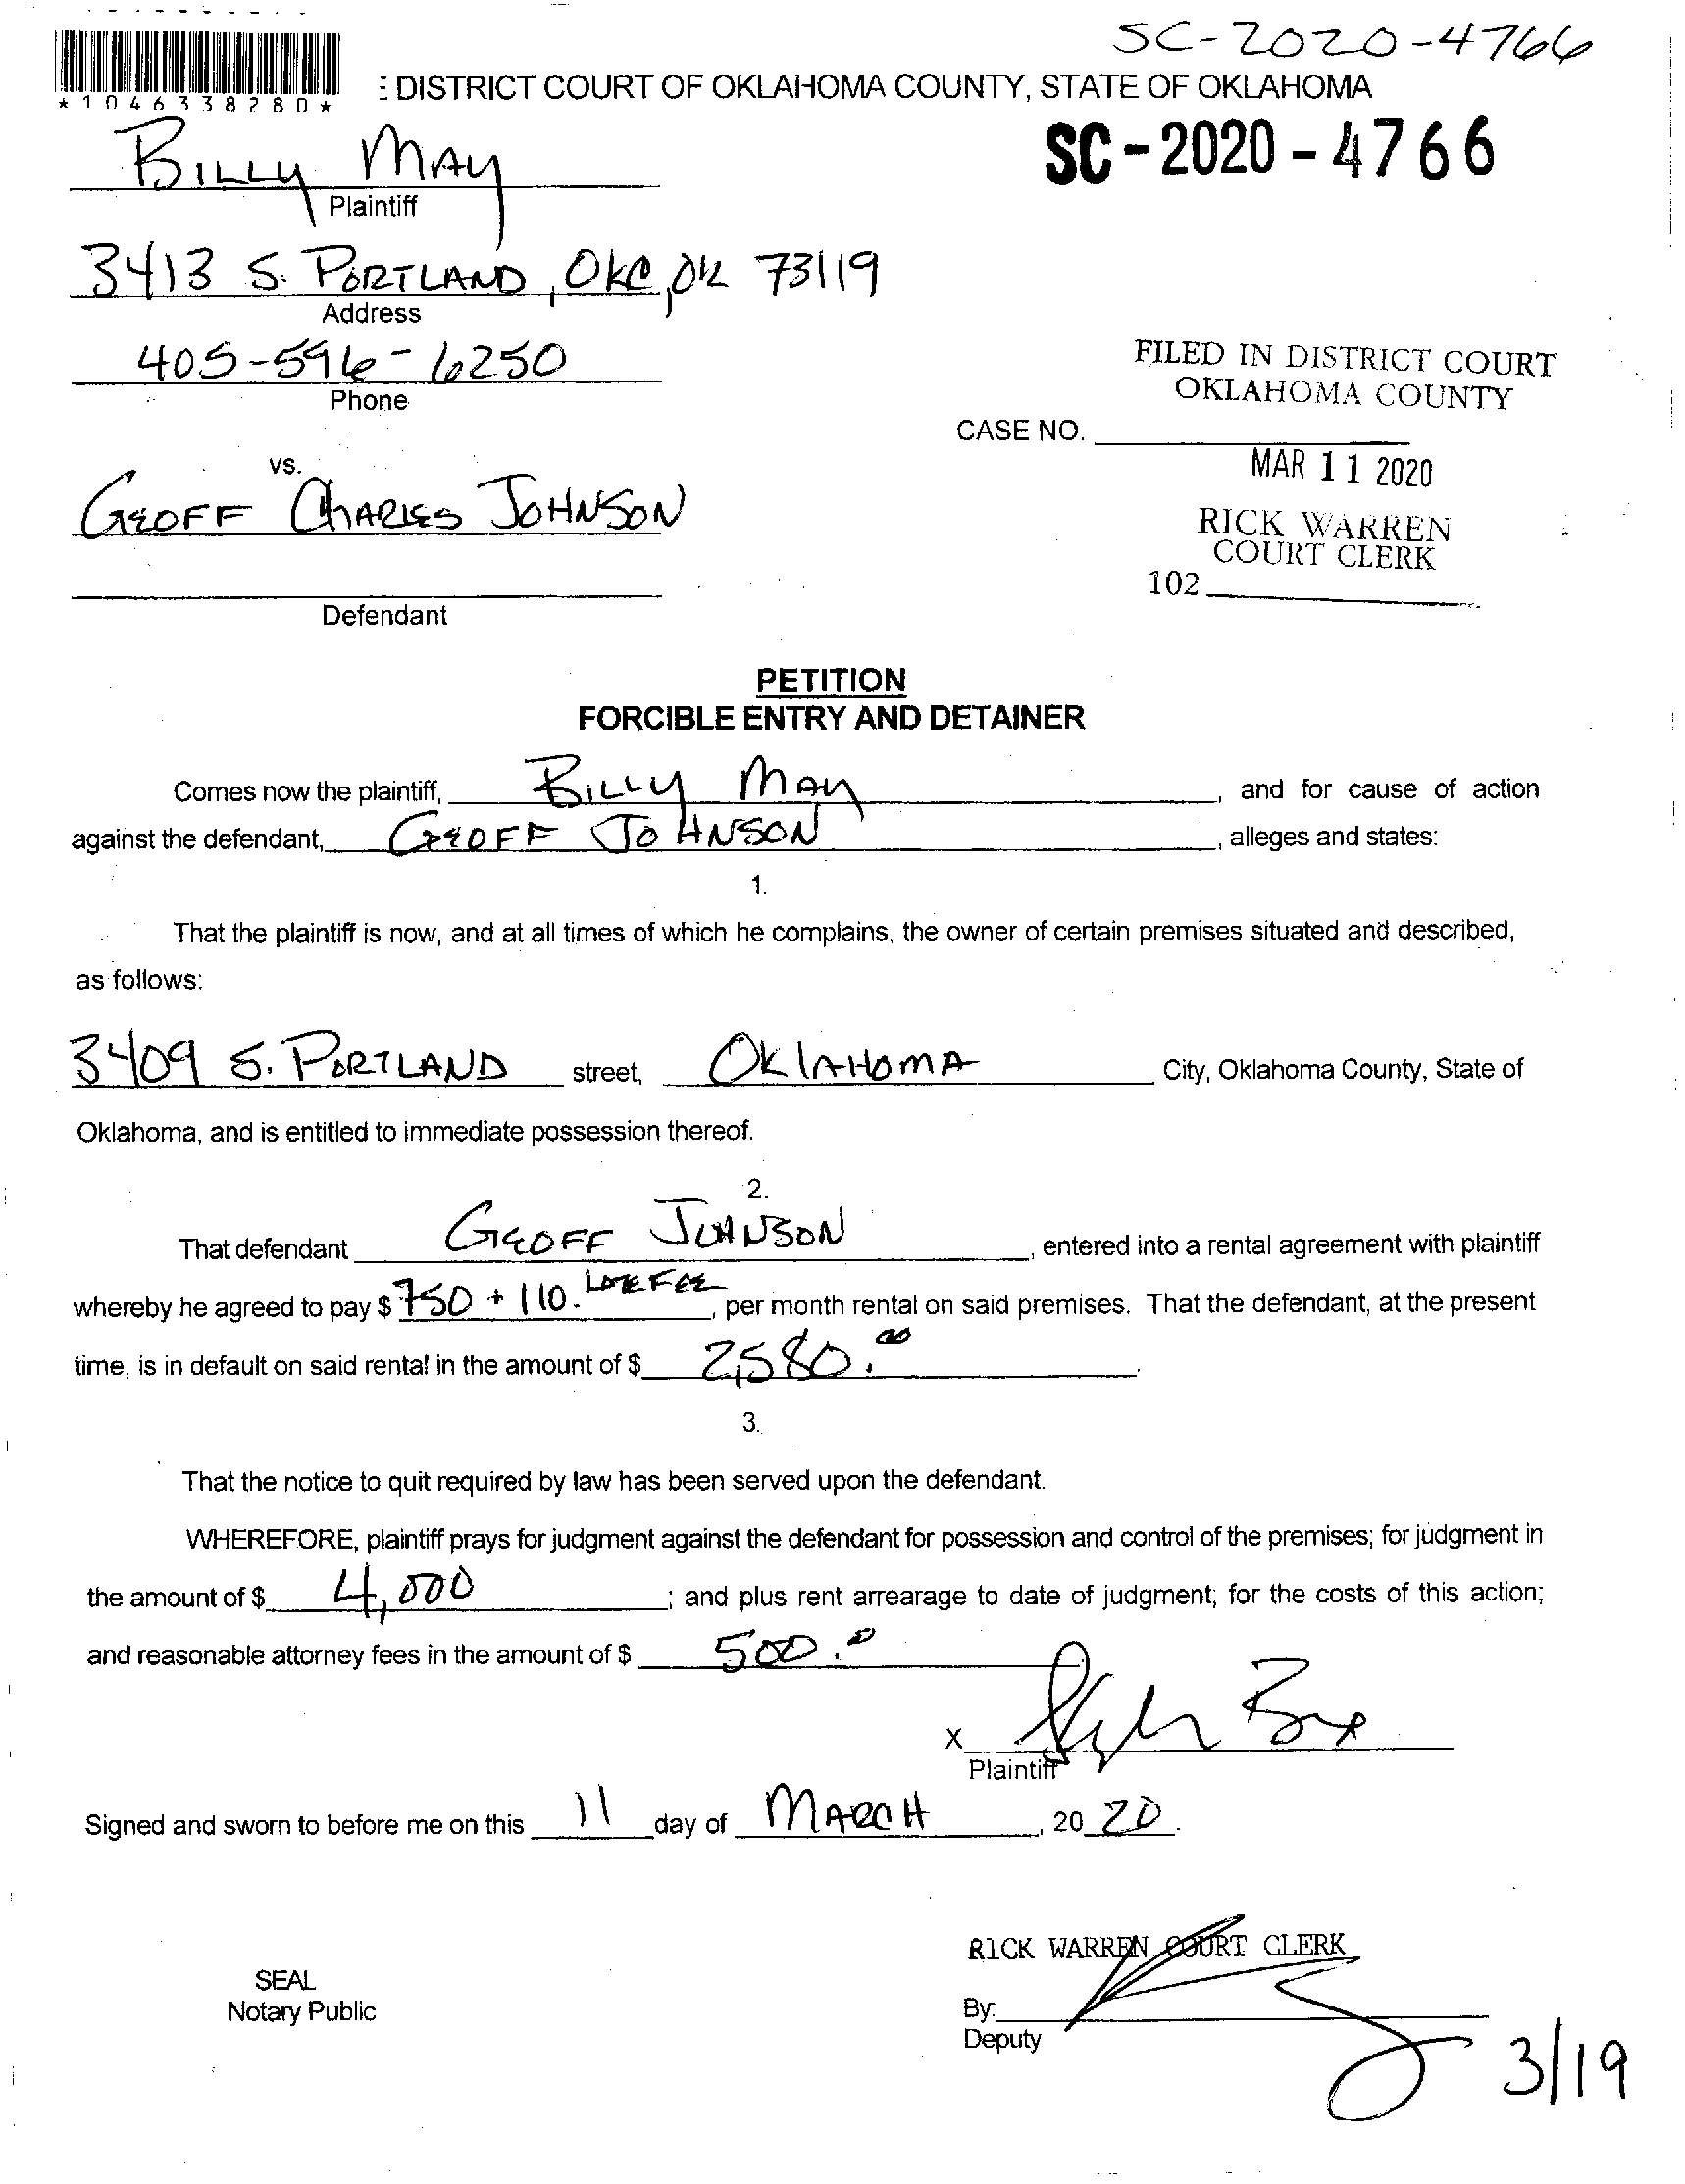 SC-2020-4766
*1046338280*
DISTRICT COURT OF OKLAHOMA COUNTY, STATE OF OKLAHOMA
BILLY MAY
SC-2020-4766
Plaintiff
3413 S. PORTLAND, OKC, OK 73119
Address
405-596-6250
Phone
FILED IN DISTRICT COURT
OKLAHOMA COUNTY
CASE NO.
MAR 11 2020
vs.
GEOFF CHARLES JOHNSON
RICK WARREN
COURT CLERK
102
Defendant
PETITION
FORCIBLE ENTRY AND DETAINER
Comes now the plaintiff, BILLY MAY, and for cause of action
against the defendant, GEOFF JOHNSON, alleges and states:
1.
That the plaintiff is now, and at all times of which he complains, the owner of certain premises situated and described,
as follows:
3409 S. PORTLAND street, OKLAHOMA City, Oklahoma County, State of
Oklahoma, and is entitled to immediate possession thereof.
2.
That defendant GEOFF JOHNSON, entered into a rental agreement with plaintiff
whereby he agreed to pay $ 750 + 110. LATE FEE, per month rental on said premises. That the defendant, at the present
time, is in default on said rental in the amount of $ 2,580.00.
3.
That the notice to quit required by law has been served upon the defendant.
WHEREFORE, plaintiff prays for judgment against the defendant for possession and control of the premises; for judgment in
the amount of $ 4,000; and plus rent arrearage to date of judgment; for the costs of this action;
and reasonable attorney fees in the amount of $ 500.0
X
Plaintiff
Signed and sworn to before me on this 11 day of MARCH, 2020.
RICK WARREN COURT CLERK
SEAL
Notary Public
By:
Deputy
3/19